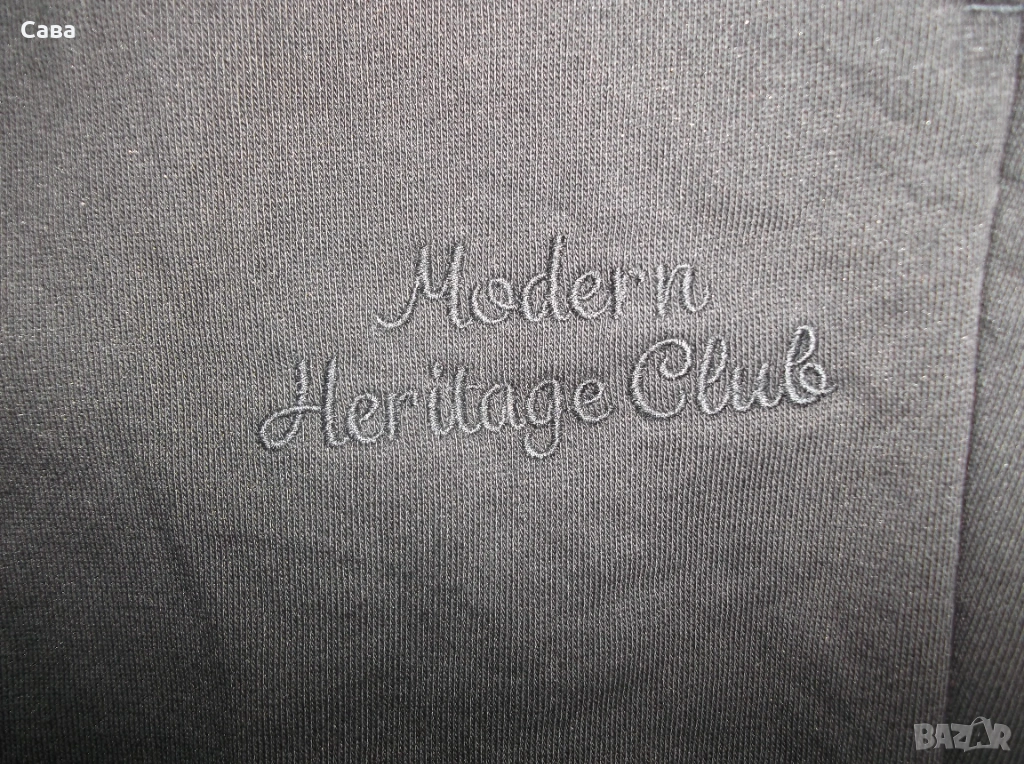 Сава
Modern
Heritage Club
BAZAR